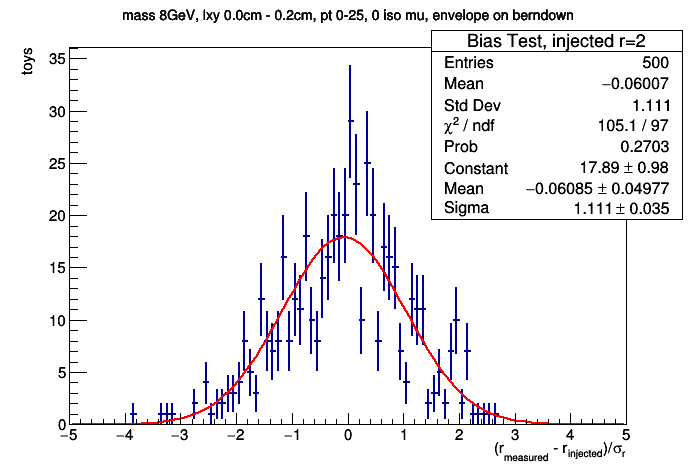 mass 8GeV, lxy 0.0cm - 0.2cm, pt 0-25, 0 iso mu, envelope on berndown
toys
Bias Test, injected r=2
Entries 500
Mean −0.06007
Std Dev 1.111
χ² / ndf 105.1 / 97
Prob 0.2703
Constant 17.89 ± 0.98
Mean −0.06085 ± 0.04977
Sigma 1.111 ± 0.035
35
30
25
20
15
10
5
0
−5 −4 −3 −2 −1 0 1 2 3 4 5
(r_measured - r_injected)/σ_r